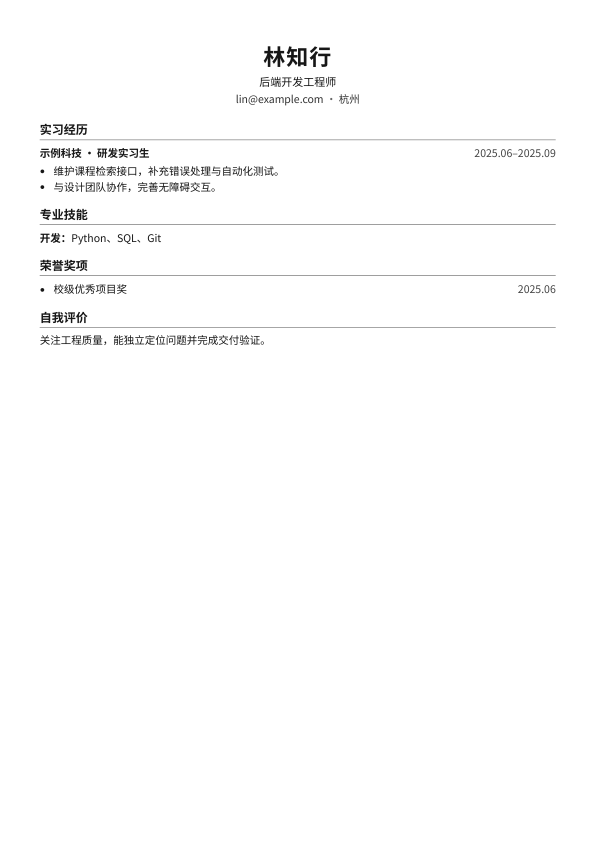 林知行
后端开发工程师
lin@example.com · 杭州
实习经历
示例科技 · 研发实习生 2025.06–2025.09
• 维护课程检索接口，补充错误处理与自动化测试。
• 与设计团队协作，完善无障碍交互。
专业技能
开发：Python、SQL、Git
荣誉奖项
• 校级优秀项目奖 2025.06
自我评价
关注工程质量，能独立定位问题并完成交付验证。